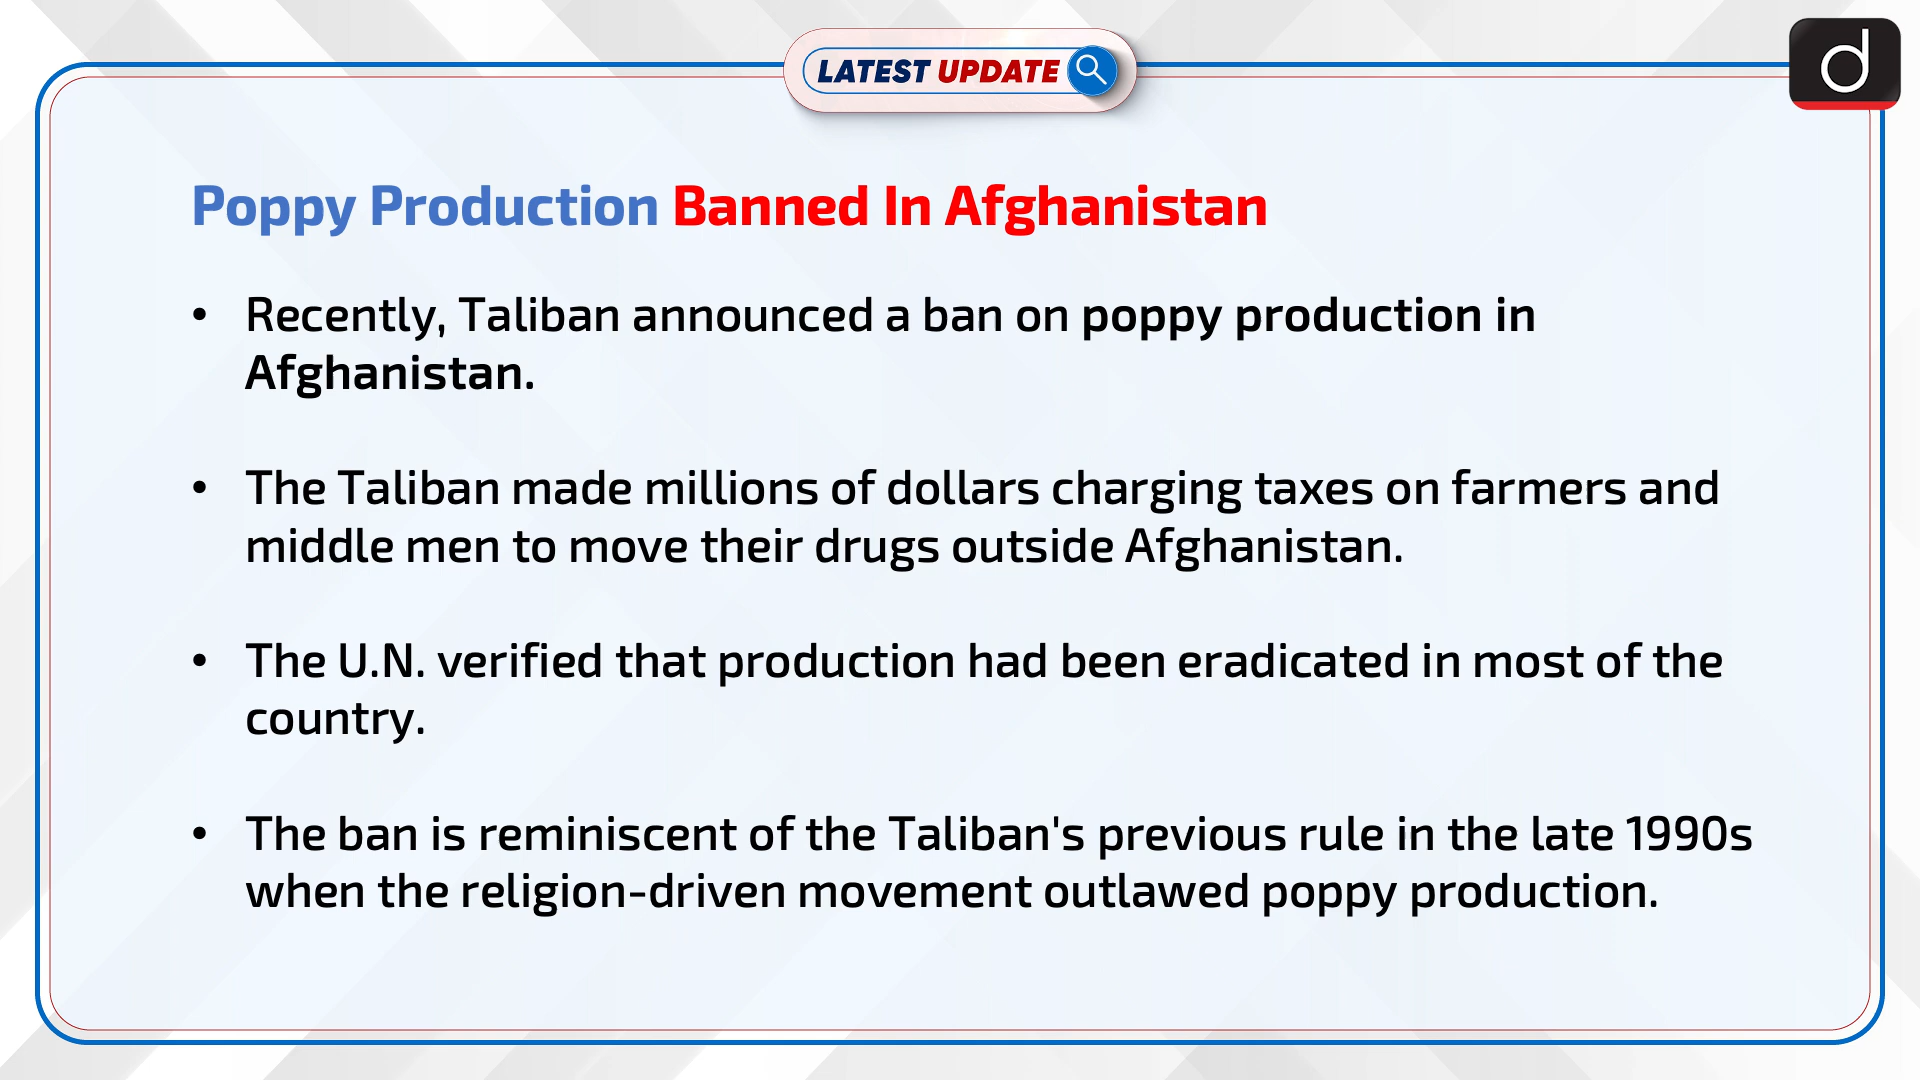 LATEST UPDATE
d
Poppy Production Banned In Afghanistan
• Recently, Taliban announced a ban on poppy production in
Afghanistan.
• The Taliban made millions of dollars charging taxes on farmers and
middle men to move their drugs outside Afghanistan.
• The U.N. verified that production had been eradicated in most of the
country.
• The ban is reminiscent of the Taliban's previous rule in the late 1990s
when the religion-driven movement outlawed poppy production.